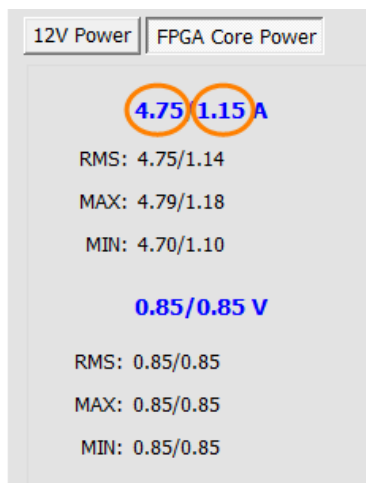 12V Power FPGA Core Power
4.75/1.15 A
RMS: 4.75/1.14
MAX: 4.79/1.18
MIN: 4.70/1.10
0.85/0.85 V
RMS: 0.85/0.85
MAX: 0.85/0.85
MIN: 0.85/0.85